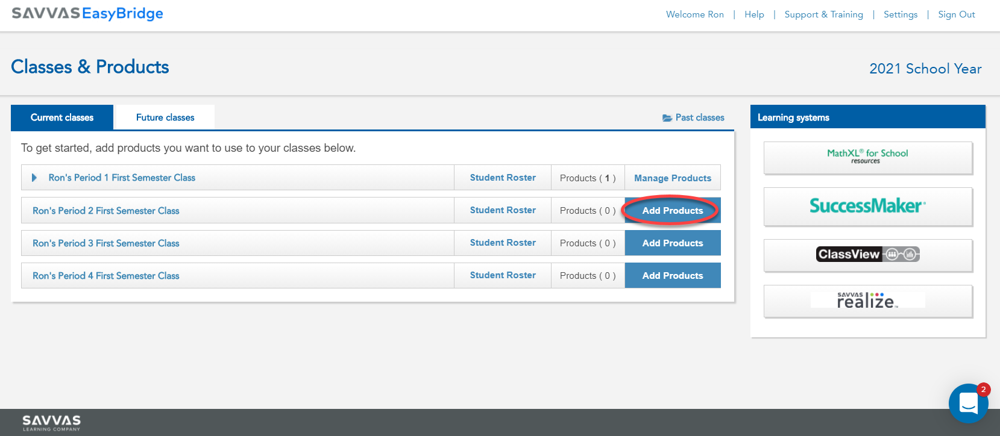 SAVVAS EasyBridge
Welcome Ron | Help | Support & Training | Settings | Sign Out
Classes & Products
2021 School Year
Current classes
Future classes
Past classes
Learning systems
To get started, add products you want to use to your classes below.
Ron's Period 1 First Semester Class Student Roster Products ( 1 ) Manage Products
Ron's Period 2 First Semester Class Student Roster Products ( 0 ) Add Products
Ron's Period 3 First Semester Class Student Roster Products ( 0 ) Add Products
Ron's Period 4 First Semester Class Student Roster Products ( 0 ) Add Products
MathXL® for School
resources
SuccessMaker®
ClassView
SAVVAS
realize™
2
SAVVAS
LEARNING COMPANY